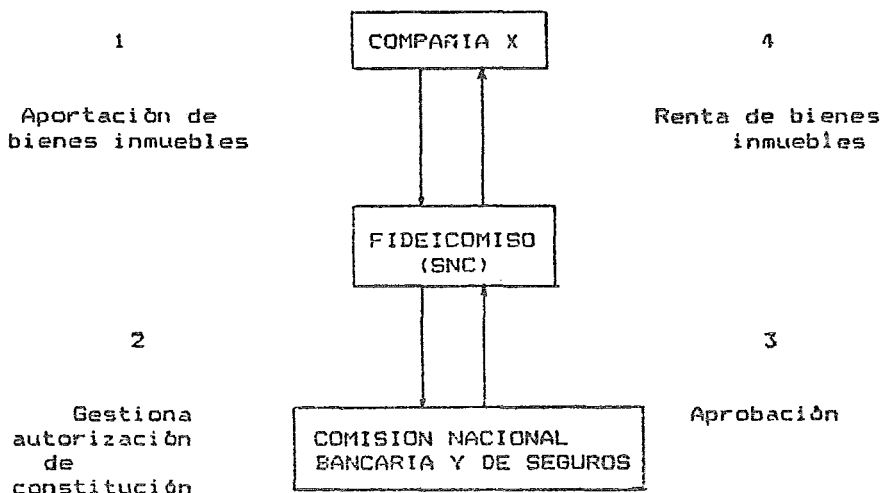 1
COMPAÑIA X
4
Aportación de
bienes inmuebles
Renta de bienes
inmuebles
FIDEICOMISO
(SNC)
2
3
Gestiona
autorización
de
constitución
Aprobación
COMISION NACIONAL
BANCARIA Y DE SEGUROS